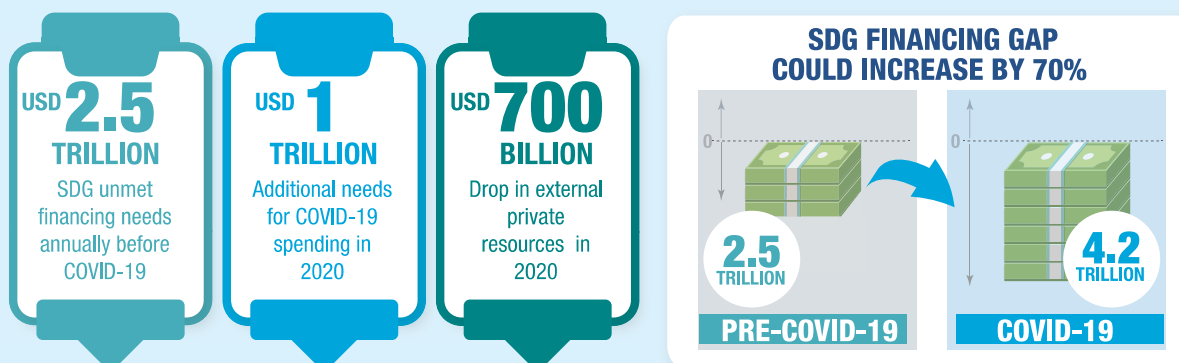 USD 2.5
TRILLION
SDG unmet
financing needs
annually before
COVID-19
USD 1
TRILLION
Additional needs
for COVID-19
spending in
2020
USD 700
BILLION
Drop in external
private
resources in
2020
SDG FINANCING GAP
COULD INCREASE BY 70%
0
2.5
TRILLION
PRE-COVID-19
0
4.2
TRILLION
COVID-19